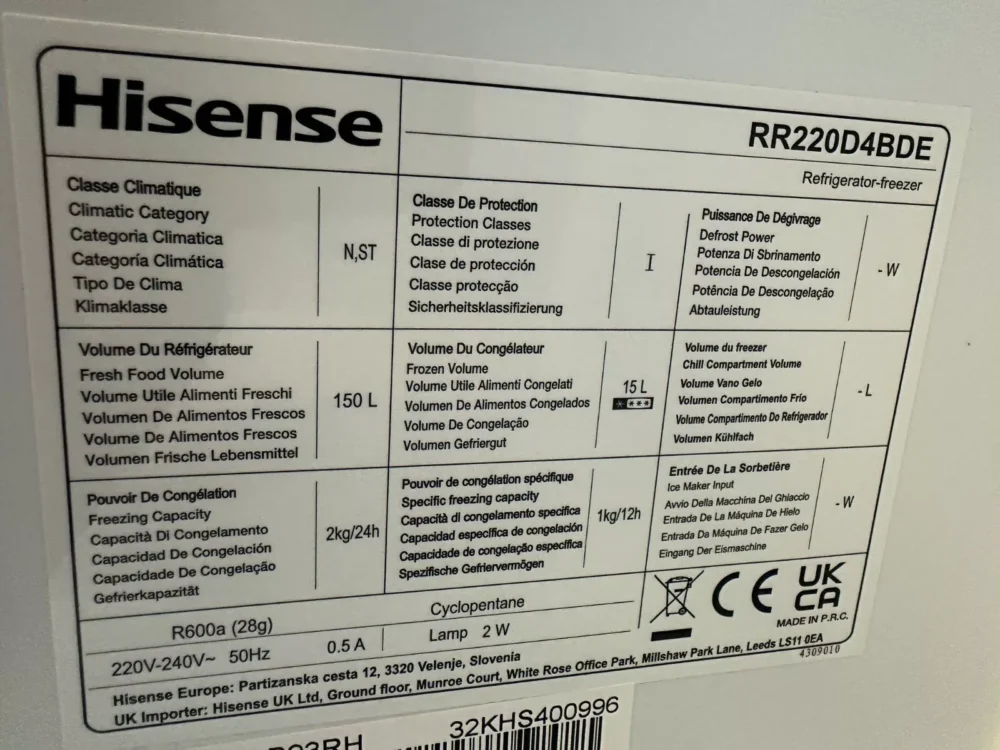 Hisense
RR220D4BDE
Refrigerator-freezer
Classe Climatique
Climatic Category
Categoria Climatica
Categoría Climática
Tipo De Clima
Klimaklasse
N,ST
Classe De Protection
Protection Classes
Classe di protezione
Clase de protección
Classe protecção
Sicherheitsklassifizierung
I
Puissance De Dégivrage
Defrost Power
Potenza Di Sbrinamento
Potencia De Descongelación
Potência De Descongelação
Abtauleistung
- W
Volume Du Réfrigérateur
Fresh Food Volume
Volume Utile Alimenti Freschi
Volumen De Alimentos Frescos
Volume De Alimentos Frescos
Volumen Frische Lebensmittel
150 L
Volume Du Congélateur
Frozen Volume
Volume Utile Alimenti Congelati
Volumen De Alimentos Congelados
Volume De Congelação
Volumen Gefriergut
15 L
Volume du freezer
Chill Compartment Volume
Volume Vano Gelo
Volumen Compartimento Frío
Volume Compartimento Do Refrigerador
Volumen Kühlfach
- L
Pouvoir De Congélation
Freezing Capacity
Capacità Di Congelamento
Capacidad De Congelación
Capacidade De Congelação
Gefrierkapazität
2kg/24h
Pouvoir de congélation spécifique
Specific freezing capacity
Capacità di congelamento specifica
Capacidad específica de congelación
Capacidade de congelação específica
Spezifische Gefriervermögen
1kg/12h
Entrée De La Sorbetière
Ice Maker Input
Avvio Della Macchina Del Ghiaccio
Entrada De La Máquina De Hielo
Entrada Da Máquina De Fazer Gelo
Eingang Der Eismaschine
- W
R600a (28g)
Cyclopentane
220V-240V~ 50Hz
0.5 A
Lamp 2 W
CE
UK
CA
MADE IN P.R.C.
Hisense Europe: Partizanska cesta 12, 3320 Velenje, Slovenia
UK Importer: Hisense UK Ltd, Ground floor, Munroe Court, White Rose Office Park, Millshaw Park Lane, Leeds LS11 0EA
4309010
32KHS400996